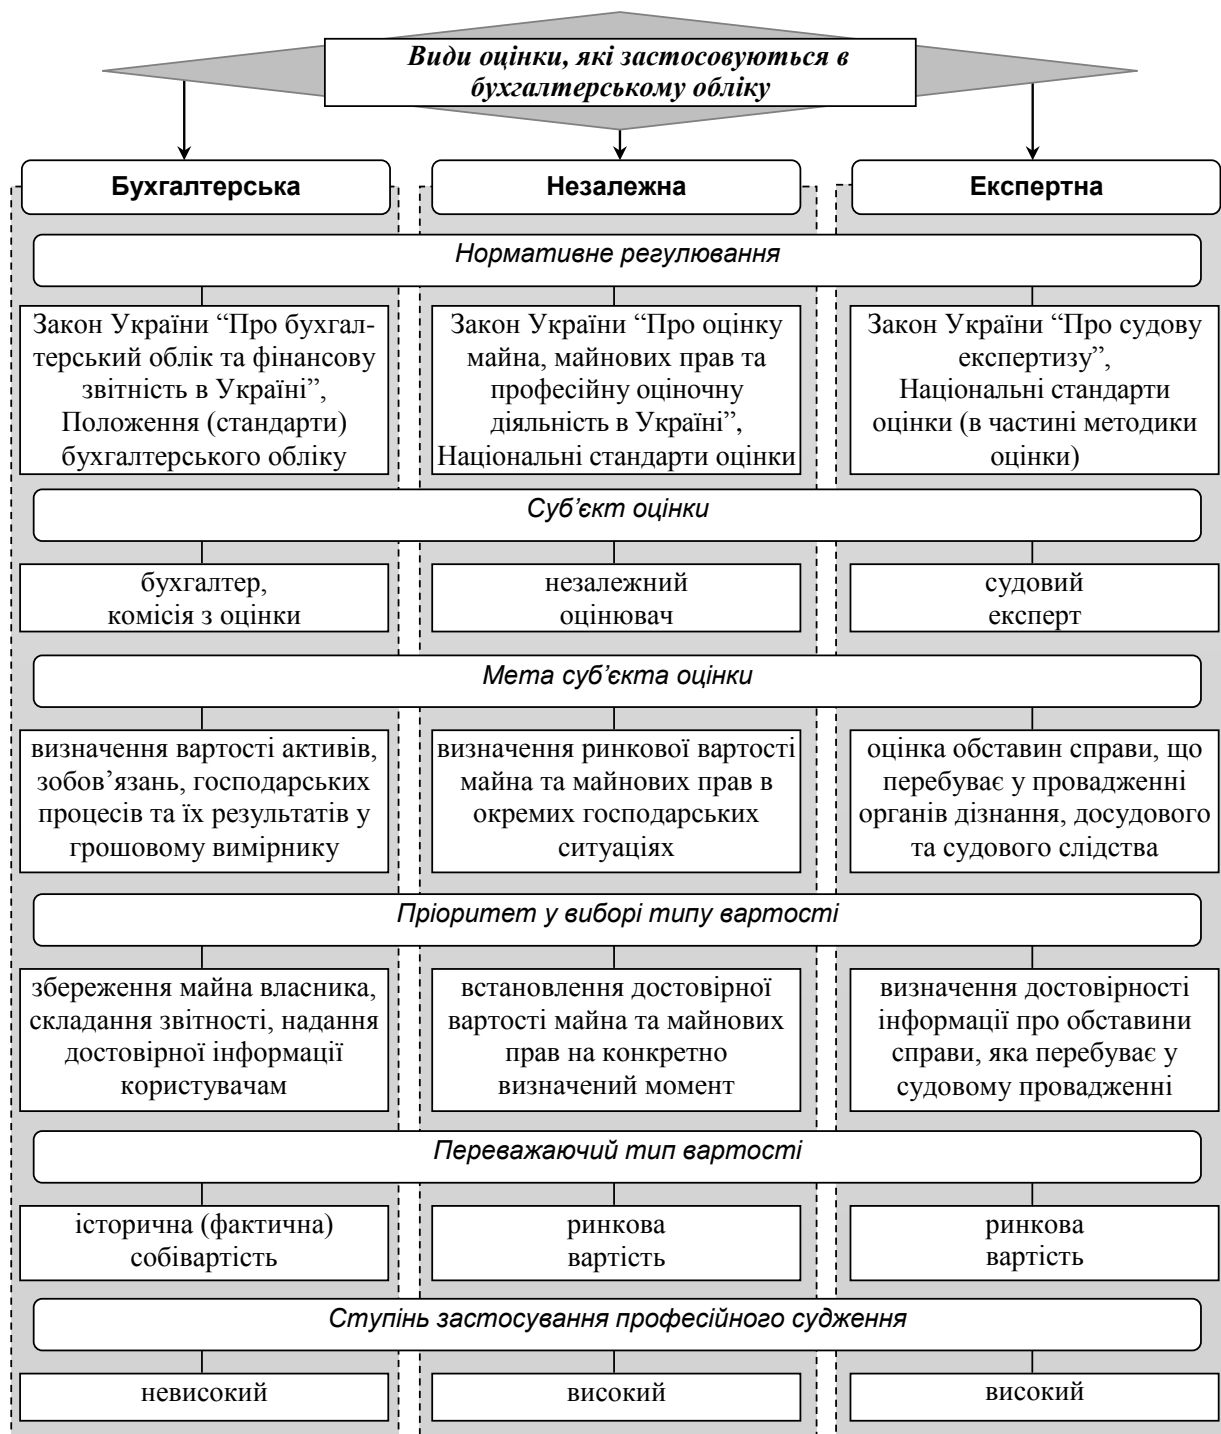 Види оцінки, які застосовуються в
бухгалтерському обліку
Бухгалтерська
Незалежна
Експертна
Нормативне регулювання
Закон України “Про бухгал-
терський облік та фінансову
звітність в Україні”,
Положення (стандарти)
бухгалтерського обліку
Закон України “Про оцінку
майна, майнових прав та
професійну оціночну
діяльність в Україні”,
Національні стандарти оцінки
Закон України “Про судову
експертизу”,
Національні стандарти
оцінки (в частині методики
оцінки)
Суб’єкт оцінки
бухгалтер,
комісія з оцінки
незалежний
оцінювач
судовий
експерт
Мета суб’єкта оцінки
визначення вартості активів,
зобов’язань, господарських
процесів та їх результатів у
грошовому вимірнику
визначення ринкової вартості
майна та майнових прав в
окремих господарських
ситуаціях
оцінка обставин справи, що
перебуває у провадженні
органів дізнання, досудового
та судового слідства
Пріоритет у виборі типу вартості
збереження майна власника,
складання звітності, надання
достовірної інформації
користувачам
встановлення достовірної
вартості майна та майнових
прав на конкретно
визначений момент
визначення достовірності
інформації про обставини
справи, яка перебуває у
судовому провадженні
Переважаючий тип вартості
історична (фактична)
собівартість
ринкова
вартість
ринкова
вартість
Ступінь застосування професійного судження
невисокий
високий
високий